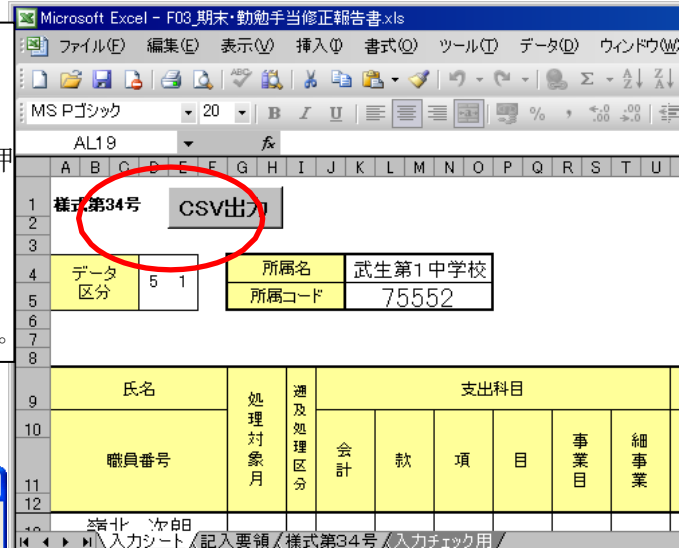 Microsoft Excel - F03_期末・勤勉手当修正報告書.xls
ファイル(F) 編集(E) 表示(V) 挿入(I) 書式(O) ツール(T) データ(D) ウィンドウ(W)
MS Pゴシック 20 B I U % ,
AL19 fx
押
A B C D E F G H I J K L M N O P Q R S T U
1 様式第34号 CSV出力
2
3
4 データ区分 5 1 所属名 武生第1中学校
5 所属コード 75552
6
7
。
8
9 氏名 処理対象月 遡及処理区分 支出科目
10
11 職員番号 会計 款 項 目 事業目 細事業
12
嶺北 次朗
入力シート 記入要領 様式第34号 入力チェック用